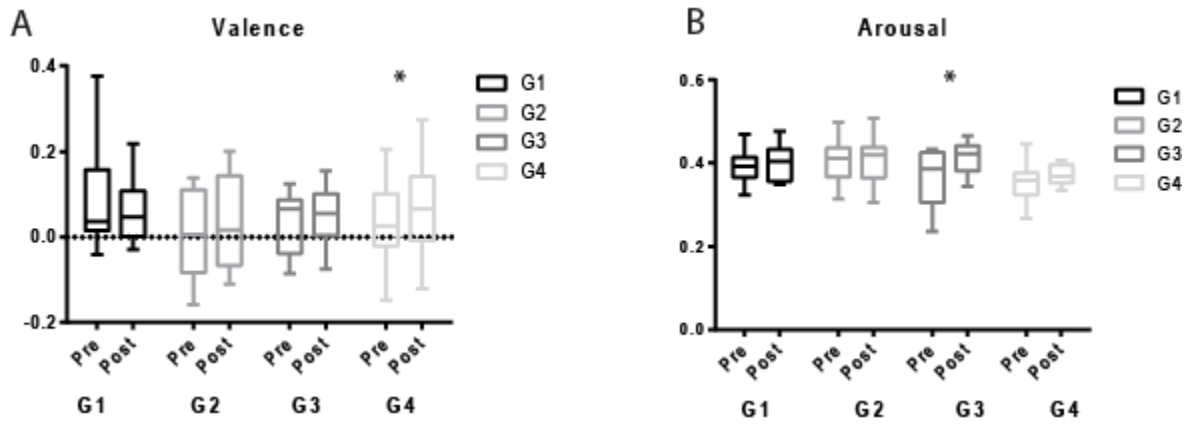 A
Valence
0.4
0.2
0.0
-0.2
*
G1
G2
G3
G4
Pre Post Pre Post Pre Post Pre Post
G1 G2 G3 G4
B
Arousal
0.6
0.4
0.2
0.0
*
G1
G2
G3
G4
Pre Post Pre Post Pre Post Pre Post
G1 G2 G3 G4